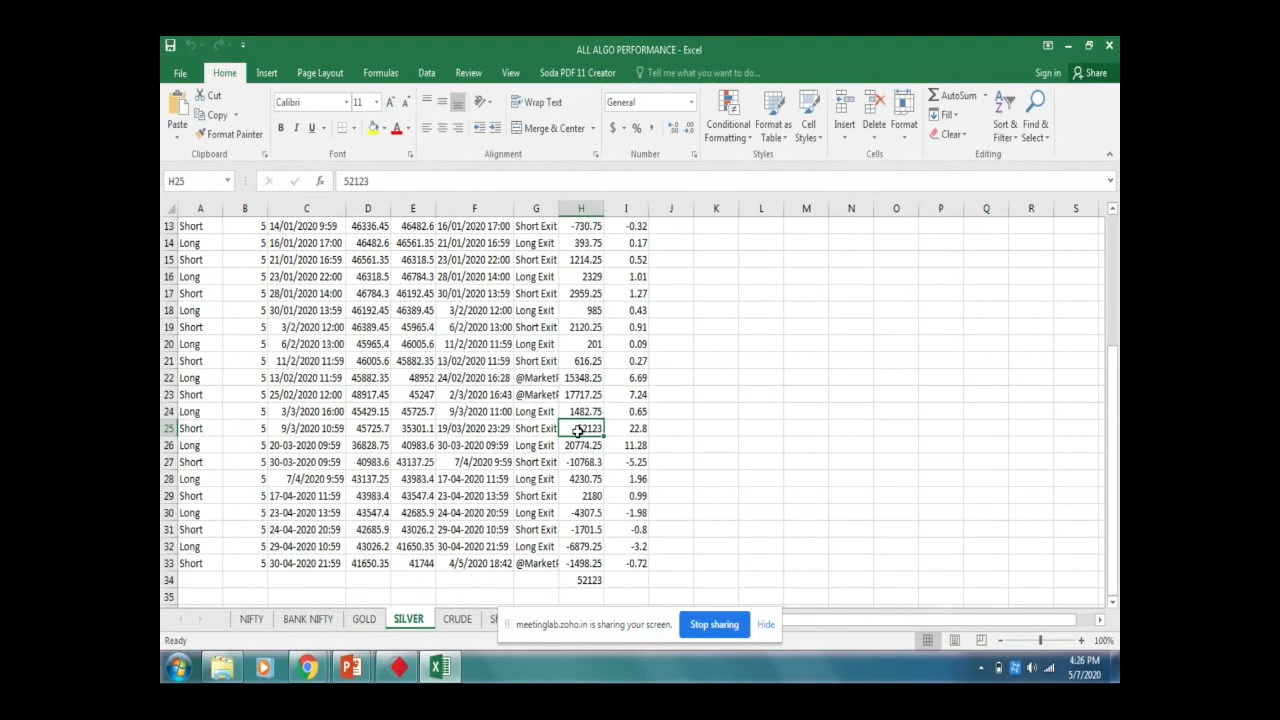 ALL ALGO PERFORMANCE - Excel
File Home Insert Page Layout Formulas Data Review View Soda PDF 11 Creator Tell me what you want to do... Sign in Share
Cut Calibri 11 Wrap Text General AutoSum
Copy Fill
Paste Format Painter Merge & Center Conditional Formatting Format as Table Cell Styles Insert Delete Format Clear Sort & Filter Find & Select
Clipboard Font Alignment Number Styles Cells Editing
H25 fx 52123
A B C D E F G H I J K L M N O P Q R S
13 Short 5 14/01/2020 9:59 46336.45 46482.6 16/01/2020 17:00 Short Exit -730.75 -0.32
14 Long 5 16/01/2020 17:00 46482.6 46561.35 21/01/2020 16:59 Long Exit 393.75 0.17
15 Short 5 21/01/2020 16:59 46561.35 46318.5 23/01/2020 22:00 Short Exit 1214.25 0.52
16 Long 5 23/01/2020 22:00 46318.5 46784.3 28/01/2020 14:00 Long Exit 2329 1.01
17 Short 5 28/01/2020 14:00 46784.3 46192.45 30/01/2020 13:59 Short Exit 2959.25 1.27
18 Long 5 30/01/2020 13:59 46192.45 46389.45 3/2/2020 12:00 Long Exit 985 0.43
19 Short 5 3/2/2020 12:00 46389.45 45965.4 6/2/2020 13:00 Short Exit 2120.25 0.91
20 Long 5 6/2/2020 13:00 45965.4 46005.6 11/2/2020 11:59 Long Exit 201 0.09
21 Short 5 11/2/2020 11:59 46005.6 45882.35 13/02/2020 11:59 Short Exit 616.25 0.27
22 Long 5 13/02/2020 11:59 45882.35 48952 24/02/2020 16:28 @Market 15348.25 6.69
23 Short 5 25/02/2020 12:00 48917.45 45247 2/3/2020 16:43 @Market 17717.25 7.24
24 Long 5 3/3/2020 16:00 45429.15 45725.7 9/3/2020 11:00 Long Exit 1482.75 0.65
25 Short 5 9/3/2020 10:59 45725.7 35301.1 19/03/2020 23:29 Short Exit 52123 22.8
26 Long 5 20-03-2020 09:59 36828.75 40983.6 30-03-2020 09:59 Long Exit 20774.25 11.28
27 Short 5 30-03-2020 09:59 40983.6 43137.25 7/4/2020 9:59 Short Exit -10768.3 -5.25
28 Long 5 7/4/2020 9:59 43137.25 43983.4 17-04-2020 11:59 Long Exit 4230.75 1.96
29 Short 5 17-04-2020 11:59 43983.4 43547.4 23-04-2020 13:59 Short Exit 2180 0.99
30 Long 5 23-04-2020 13:59 43547.4 42685.9 24-04-2020 20:59 Long Exit -4307.5 -1.98
31 Short 5 24-04-2020 20:59 42685.9 43026.2 29-04-2020 10:59 Short Exit -1701.5 -0.8
32 Long 5 29-04-2020 10:59 43026.2 41650.35 30-04-2020 21:59 Long Exit -6879.25 -3.2
33 Short 5 30-04-2020 21:59 41650.35 41744 4/5/2020 18:42 @Market -1498.25 -0.72
34 52123
35
NIFTY BANK NIFTY GOLD SILVER CRUDE
meetinglab.zoho.in is sharing your screen. Stop sharing Hide
Ready 100%
4:26 PM
5/7/2020